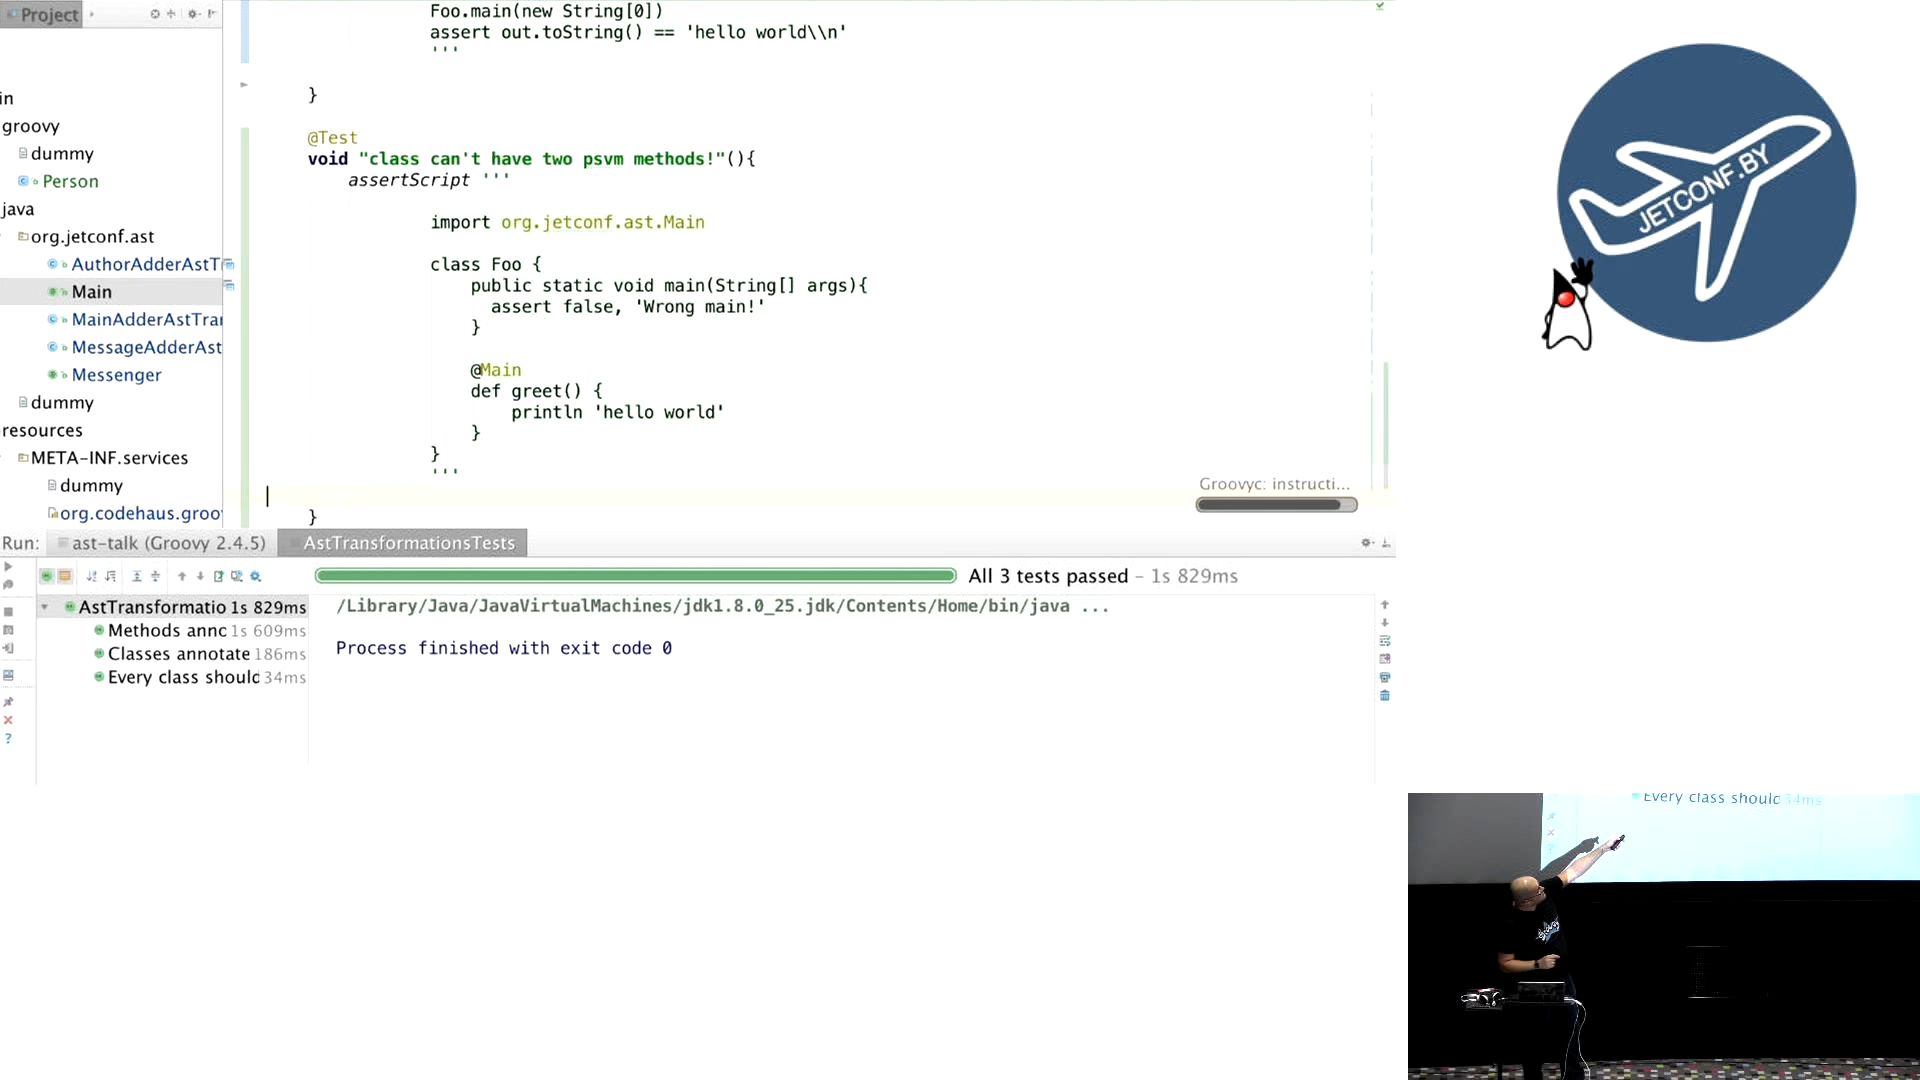 Project
in
groovy
dummy
Person
java
org.jetconf.ast
AuthorAdderAstT
Main
MainAdderAstTra
MessageAdderAst
Messenger
dummy
resources
META-INF.services
dummy
org.codehaus.groo
Foo.main(new String[0])
assert out.toString() == 'hello world\\n'
'''
}
@Test
void "class can't have two psvm methods!"(){
assertScript '''
import org.jetconf.ast.Main
class Foo {
public static void main(String[] args){
assert false, 'Wrong main!'
}
@Main
def greet() {
println 'hello world'
}
}
'''
}
Groovyc: instructi...
Run: ast-talk (Groovy 2.4.5) AstTransformationsTests
All 3 tests passed – 1s 829ms
AstTransformatio 1s 829ms
Methods annc 1s 609ms
Classes annotate 186ms
Every class should 34ms
/Library/Java/JavaVirtualMachines/jdk1.8.0_25.jdk/Contents/Home/bin/java ...
Process finished with exit code 0
JETCONF.BY
Every class should 34ms